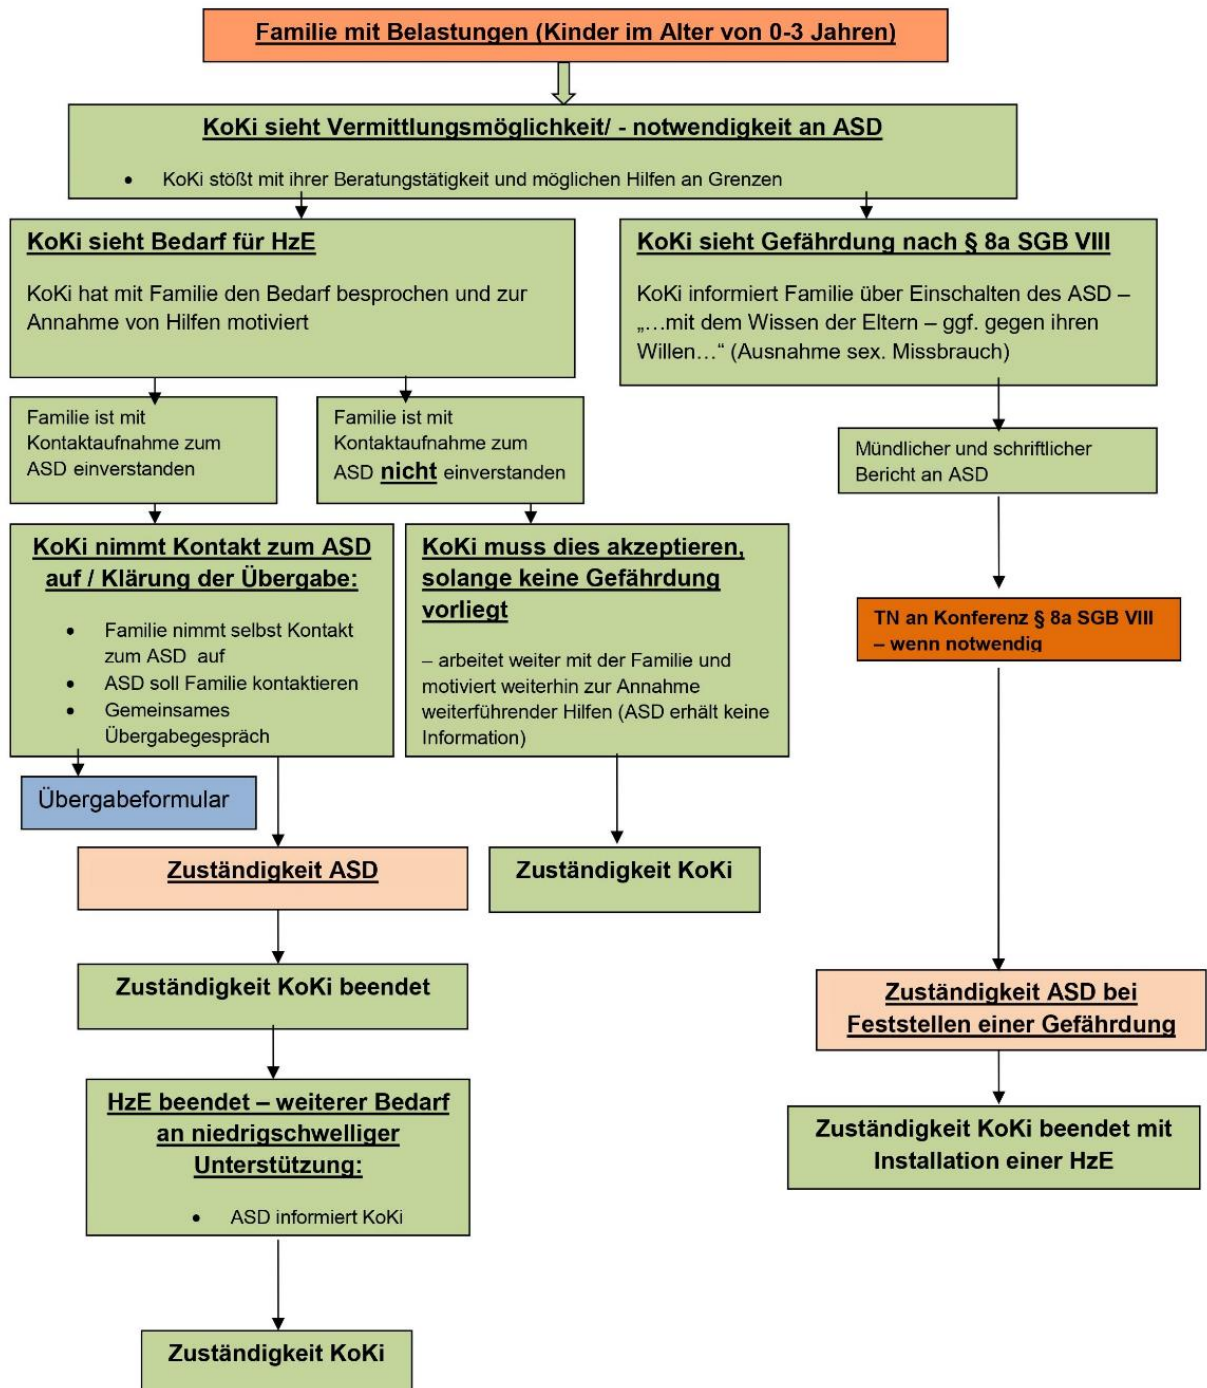 Familie mit Belastungen (Kinder im Alter von 0-3 Jahren)
KoKi sieht Vermittlungsmöglichkeit/ - notwendigkeit an ASD
• KoKi stößt mit ihrer Beratungstätigkeit und möglichen Hilfen an Grenzen
KoKi sieht Bedarf für HzE
KoKi hat mit Familie den Bedarf besprochen und zur
Annahme von Hilfen motiviert
KoKi sieht Gefährdung nach § 8a SGB VIII
KoKi informiert Familie über Einschalten des ASD –
„…mit dem Wissen der Eltern – ggf. gegen ihren
Willen…“ (Ausnahme sex. Missbrauch)
Familie ist mit
Kontaktaufnahme zum
ASD einverstanden
Familie ist mit
Kontaktaufnahme zum
ASD nicht einverstanden
Mündlicher und schriftlicher
Bericht an ASD
KoKi nimmt Kontakt zum ASD
auf / Klärung der Übergabe:
• Familie nimmt selbst Kontakt
zum ASD auf
• ASD soll Familie kontaktieren
• Gemeinsames
Übergabegespräch
KoKi muss dies akzeptieren,
solange keine Gefährdung
vorliegt
– arbeitet weiter mit der Familie und
motiviert weiterhin zur Annahme
weiterführender Hilfen (ASD erhält keine
Information)
TN an Konferenz § 8a SGB VIII
– wenn notwendig
Übergabeformular
Zuständigkeit ASD
Zuständigkeit KoKi
Zuständigkeit KoKi beendet
Zuständigkeit ASD bei
Feststellen einer Gefährdung
HzE beendet – weiterer Bedarf
an niedrigschwelliger
Unterstützung:
• ASD informiert KoKi
Zuständigkeit KoKi beendet mit
Installation einer HzE
Zuständigkeit KoKi